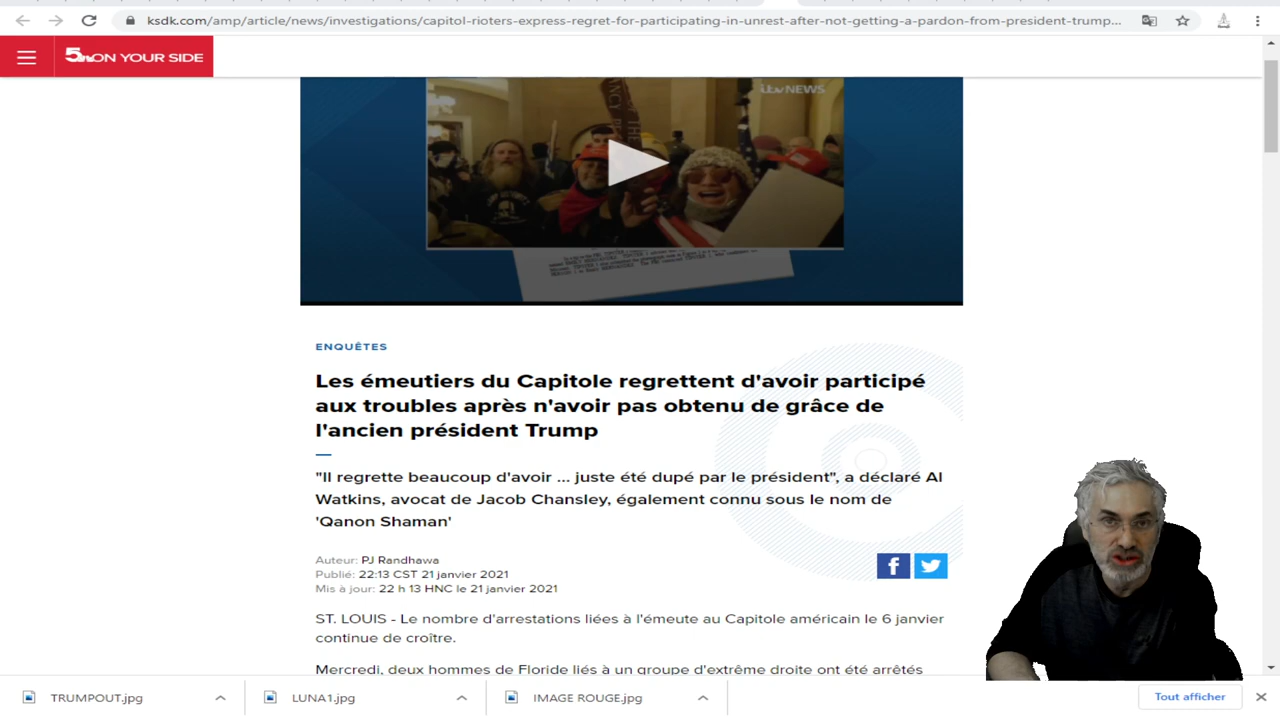 ksdk.com/amp/article/news/investigations/capitol-rioters-express-regret-for-participating-in-unrest-after-not-getting-a-pardon-from-president-trump...
5 ON YOUR SIDE
itv NEWS
ENQUÊTES
Les émeutiers du Capitole regrettent d'avoir participé
aux troubles après n'avoir pas obtenu de grâce de
l'ancien président Trump
"Il regrette beaucoup d'avoir ... juste été dupé par le président", a déclaré Al
Watkins, avocat de Jacob Chansley, également connu sous le nom de
'Qanon Shaman'
Auteur: PJ Randhawa
Publié: 22:13 CST 21 janvier 2021
Mis à jour: 22 h 13 HNC le 21 janvier 2021
ST. LOUIS - Le nombre d'arrestations liées à l'émeute au Capitole américain le 6 janvier
continue de croître.
Mercredi, deux hommes de Floride liés à un groupe d'extrême droite ont été arrêtés
TRUMPOUT.jpg
LUNA1.jpg
IMAGE ROUGE.jpg
Tout afficher